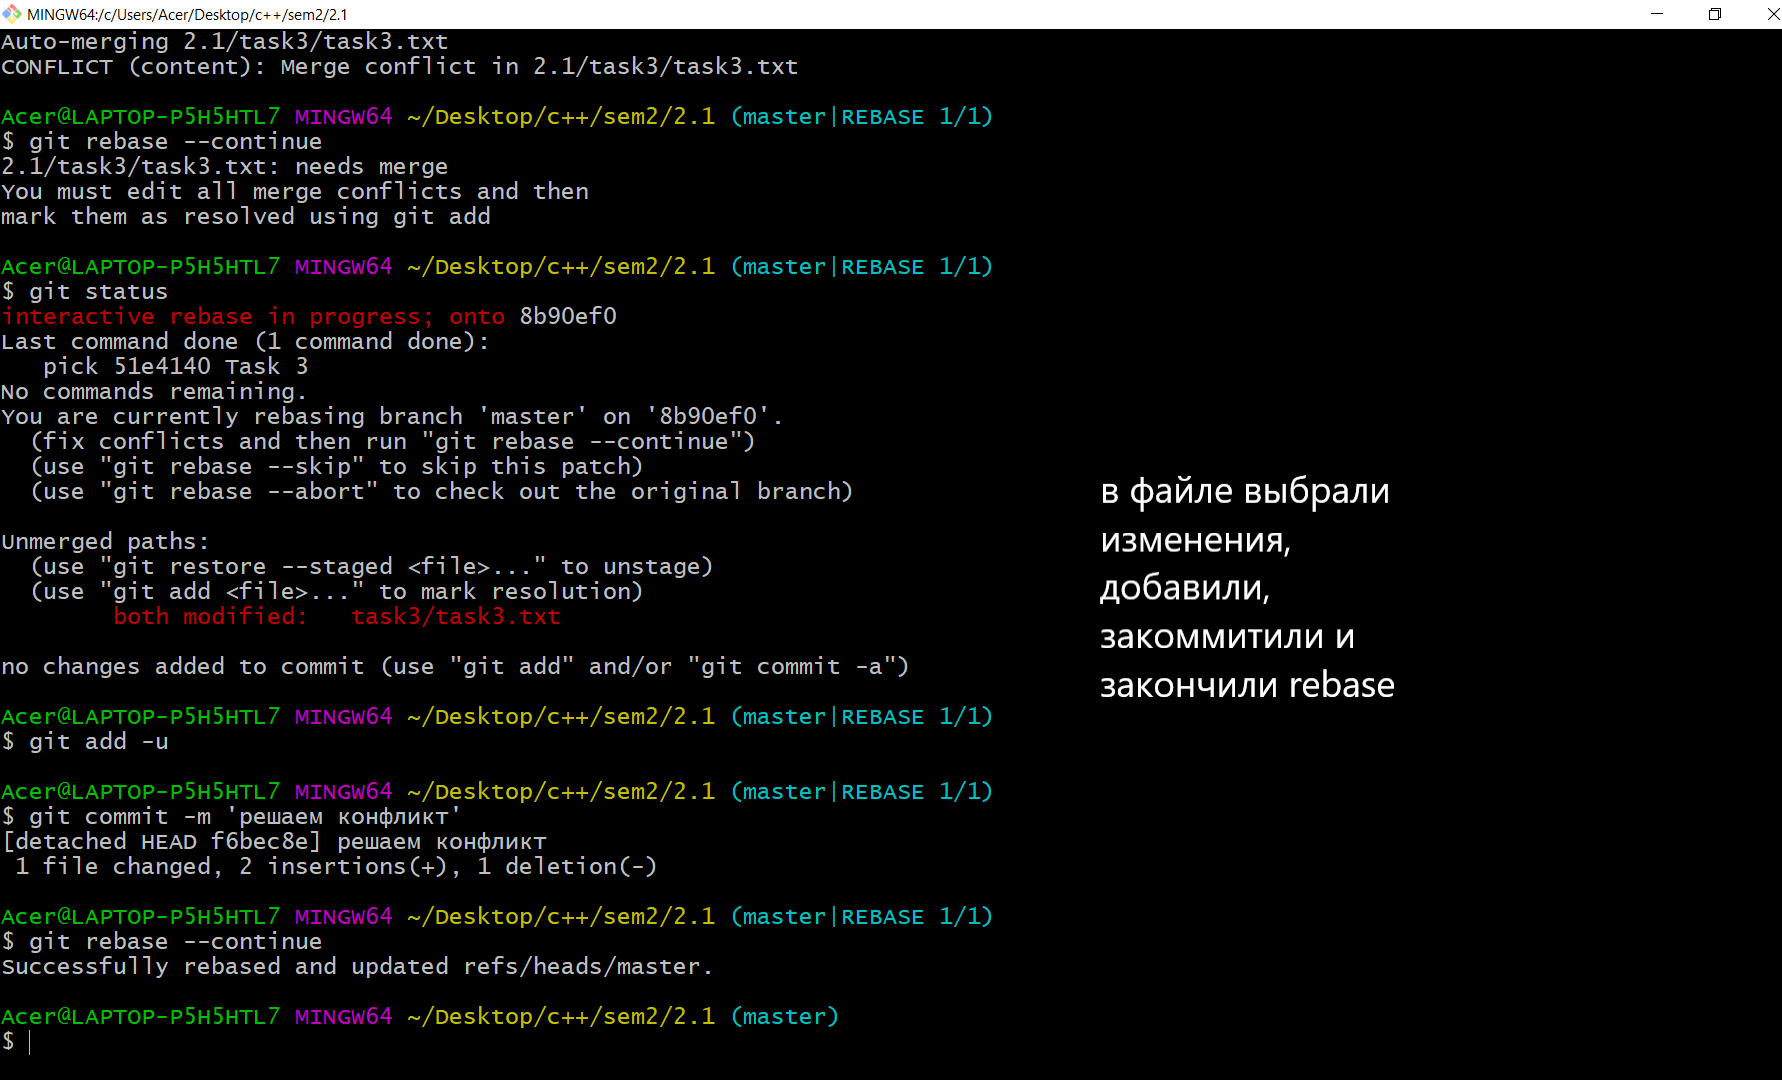 MINGW64:/c/Users/Acer/Desktop/c++/sem2/2.1
Auto-merging 2.1/task3/task3.txt
CONFLICT (content): Merge conflict in 2.1/task3/task3.txt
Acer@LAPTOP-P5H5HTL7 MINGW64 ~/Desktop/c++/sem2/2.1 (master|REBASE 1/1)
$ git rebase --continue
2.1/task3/task3.txt: needs merge
You must edit all merge conflicts and then
mark them as resolved using git add
Acer@LAPTOP-P5H5HTL7 MINGW64 ~/Desktop/c++/sem2/2.1 (master|REBASE 1/1)
$ git status
interactive rebase in progress; onto 8b90ef0
Last command done (1 command done):
   pick 51e4140 Task 3
No commands remaining.
You are currently rebasing branch 'master' on '8b90ef0'.
  (fix conflicts and then run "git rebase --continue")
  (use "git rebase --skip" to skip this patch)
  (use "git rebase --abort" to check out the original branch)
Unmerged paths:
  (use "git restore --staged <file>..." to unstage)
  (use "git add <file>..." to mark resolution)
        both modified:   task3/task3.txt
no changes added to commit (use "git add" and/or "git commit -a")
Acer@LAPTOP-P5H5HTL7 MINGW64 ~/Desktop/c++/sem2/2.1 (master|REBASE 1/1)
$ git add -u
Acer@LAPTOP-P5H5HTL7 MINGW64 ~/Desktop/c++/sem2/2.1 (master|REBASE 1/1)
$ git commit -m 'решаем конфликт'
[detached HEAD f6bec8e] решаем конфликт
 1 file changed, 2 insertions(+), 1 deletion(-)
Acer@LAPTOP-P5H5HTL7 MINGW64 ~/Desktop/c++/sem2/2.1 (master|REBASE 1/1)
$ git rebase --continue
Successfully rebased and updated refs/heads/master.
Acer@LAPTOP-P5H5HTL7 MINGW64 ~/Desktop/c++/sem2/2.1 (master)
$
в файле выбрали
изменения,
добавили,
закоммитили и
закончили rebase